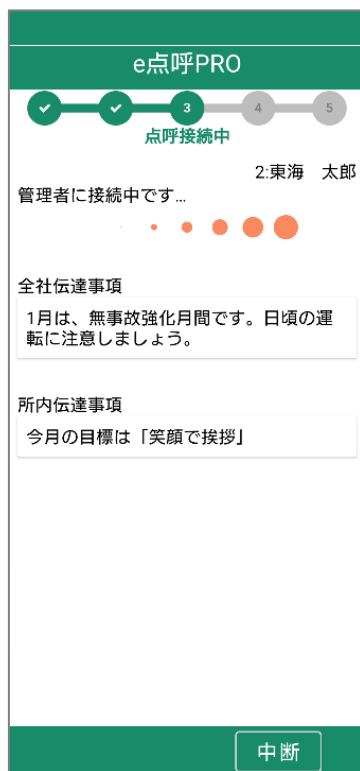 e点呼PRO
3 4 5
点呼接続中
2:東海　太郎
管理者に接続中です...
全社伝達事項
1月は、無事故強化月間です。日頃の運
転に注意しましょう。
所内伝達事項
今月の目標は「笑顔で挨拶」
中断